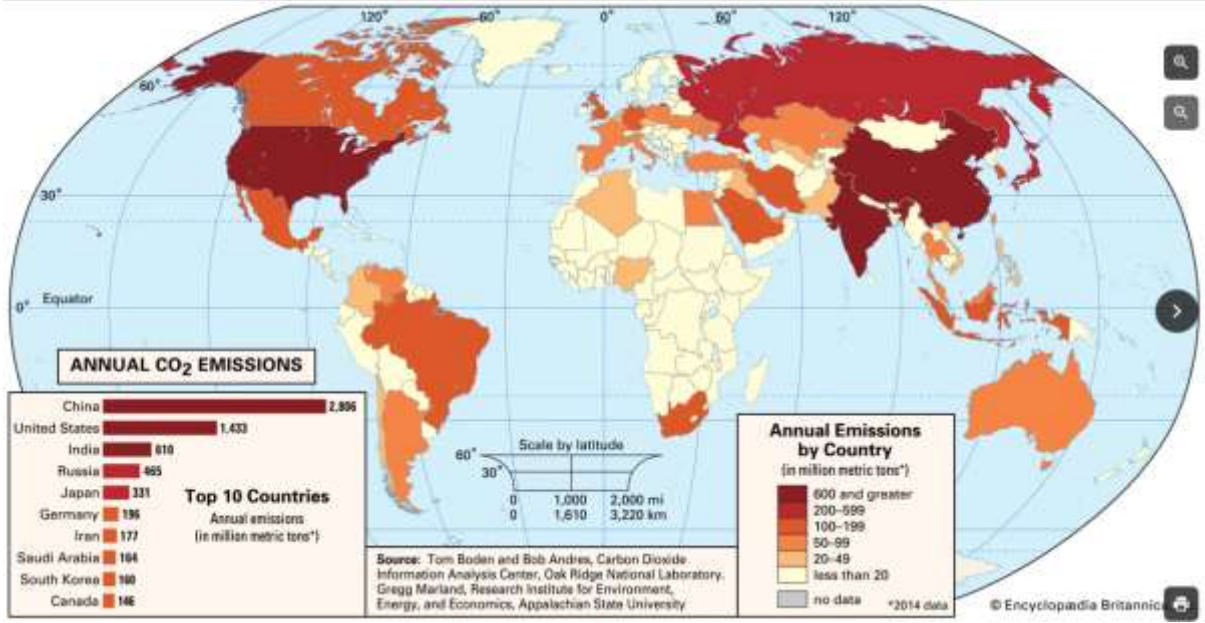 120°
60°
0°
60°
120°
60°
30°
0°
Equator
ANNUAL CO2 EMISSIONS
China 2,806
United States 1,433
India 610
Russia 465
Japan 331
Germany 196
Iran 177
Saudi Arabia 164
South Korea 160
Canada 146
Top 10 Countries
Annual emissions
(in million metric tons*)
Scale by latitude
60°
30°
0 1,000 2,000 mi
0 1,610 3,220 km
Source: Tom Boden and Bob Andres, Carbon Dioxide
Information Analysis Center, Oak Ridge National Laboratory.
Gregg Marland, Research Institute for Environment,
Energy, and Economics, Appalachian State University
Annual Emissions
by Country
(in million metric tons*)
600 and greater
200–599
100–199
50–99
20–49
less than 20
no data
*2014 data
© Encyclopædia Britannica